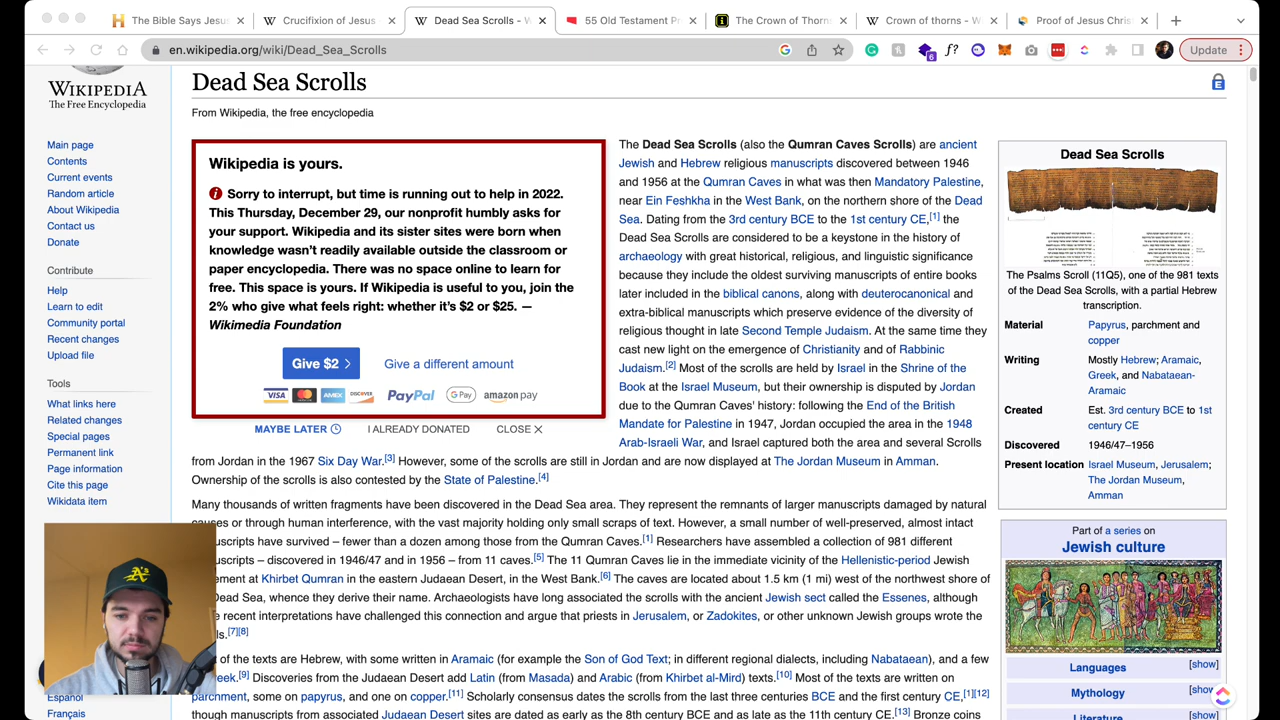 The Bible Says Jesus
Crucifixion of Jesus
Dead Sea Scrolls - W
55 Old Testament Pr
The Crown of Thorn
Crown of thorns - W
Proof of Jesus Chris
en.wikipedia.org/wiki/Dead_Sea_Scrolls
6
f?
Update
WIKIPEDIA
The Free Encyclopedia
Main page
Contents
Current events
Random article
About Wikipedia
Contact us
Donate
Contribute
Help
Learn to edit
Community portal
Recent changes
Upload file
Tools
What links here
Related changes
Special pages
Permanent link
Page information
Cite this page
Wikidata item
Español
Français
Dead Sea Scrolls
From Wikipedia, the free encyclopedia
Wikipedia is yours.
Sorry to interrupt, but time is running out to help in 2022.
This Thursday, December 29, our nonprofit humbly asks for
your support. Wikipedia and its sister sites were born when
knowledge wasn't readily available outside a classroom or
paper encyclopedia. There was no space online to learn for
free. This space is yours. If Wikipedia is useful to you, join the
2% who give what feels right: whether it's $2 or $25. —
Wikimedia Foundation
Give $2
Give a different amount
VISA
AMEX
DISCOVER
PayPal
G Pay
amazon pay
MAYBE LATER
I ALREADY DONATED
CLOSE X
The Dead Sea Scrolls (also the Qumran Caves Scrolls) are ancient
Jewish and Hebrew religious manuscripts discovered between 1946
and 1956 at the Qumran Caves in what was then Mandatory Palestine,
near Ein Feshkha in the West Bank, on the northern shore of the Dead
Sea. Dating from the 3rd century BCE to the 1st century CE,[1] the
Dead Sea Scrolls are considered to be a keystone in the history of
archaeology with great historical, religious, and linguistic significance
because they include the oldest surviving manuscripts of entire books
later included in the biblical canons, along with deuterocanonical and
extra-biblical manuscripts which preserve evidence of the diversity of
religious thought in late Second Temple Judaism. At the same time they
cast new light on the emergence of Christianity and of Rabbinic
Judaism.[2] Most of the scrolls are held by Israel in the Shrine of the
Book at the Israel Museum, but their ownership is disputed by Jordan
due to the Qumran Caves' history: following the End of the British
Mandate for Palestine in 1947, Jordan occupied the area in the 1948
Arab-Israeli War, and Israel captured both the area and several Scrolls
from Jordan in the 1967 Six Day War.[3] However, some of the scrolls are still in Jordan and are now displayed at The Jordan Museum in Amman.
Ownership of the scrolls is also contested by the State of Palestine.[4]
Many thousands of written fragments have been discovered in the Dead Sea area. They represent the remnants of larger manuscripts damaged by natural
causes or through human interference, with the vast majority holding only small scraps of text. However, a small number of well-preserved, almost intact
uscripts have survived – fewer than a dozen among those from the Qumran Caves.[1] Researchers have assembled a collection of 981 different
uscripts – discovered in 1946/47 and in 1956 – from 11 caves.[5] The 11 Qumran Caves lie in the immediate vicinity of the Hellenistic-period Jewish
ement at Khirbet Qumran in the eastern Judaean Desert, in the West Bank.[6] The caves are located about 1.5 km (1 mi) west of the northwest shore of
Dead Sea, whence they derive their name. Archaeologists have long associated the scrolls with the ancient Jewish sect called the Essenes, although
e recent interpretations have challenged this connection and argue that priests in Jerusalem, or Zadokites, or other unknown Jewish groups wrote the
ls.[7][8]
of the texts are Hebrew, with some written in Aramaic (for example the Son of God Text; in different regional dialects, including Nabataean), and a few
eek.[9] Discoveries from the Judaean Desert add Latin (from Masada) and Arabic (from Khirbet al-Mird) texts.[10] Most of the texts are written on
parchment, some on papyrus, and one on copper.[11] Scholarly consensus dates the scrolls from the last three centuries BCE and the first century CE,[1][12]
though manuscripts from associated Judaean Desert sites are dated as early as the 8th century BCE and as late as the 11th century CE.[13] Bronze coins
Dead Sea Scrolls
The Psalms Scroll (11Q5), one of the 981 texts
of the Dead Sea Scrolls, with a partial Hebrew
transcription.
Material Papyrus, parchment and
copper
Writing Mostly Hebrew; Aramaic,
Greek, and Nabataean-
Aramaic
Created Est. 3rd century BCE to 1st
century CE
Discovered 1946/47–1956
Present location Israel Museum, Jerusalem;
The Jordan Museum,
Amman
Part of a series on
Jewish culture
Languages [show]
Mythology [show]
Literature
A's